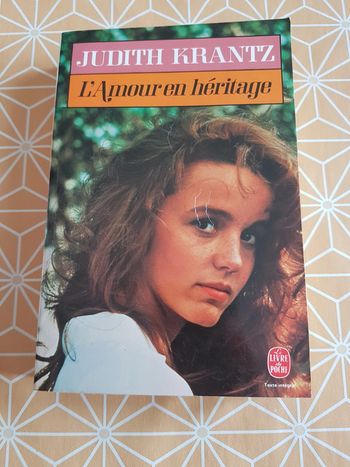 JUDITH KRANTZ
L'Amour en héritage
LE LIVRE de POCHE
Texte intégral